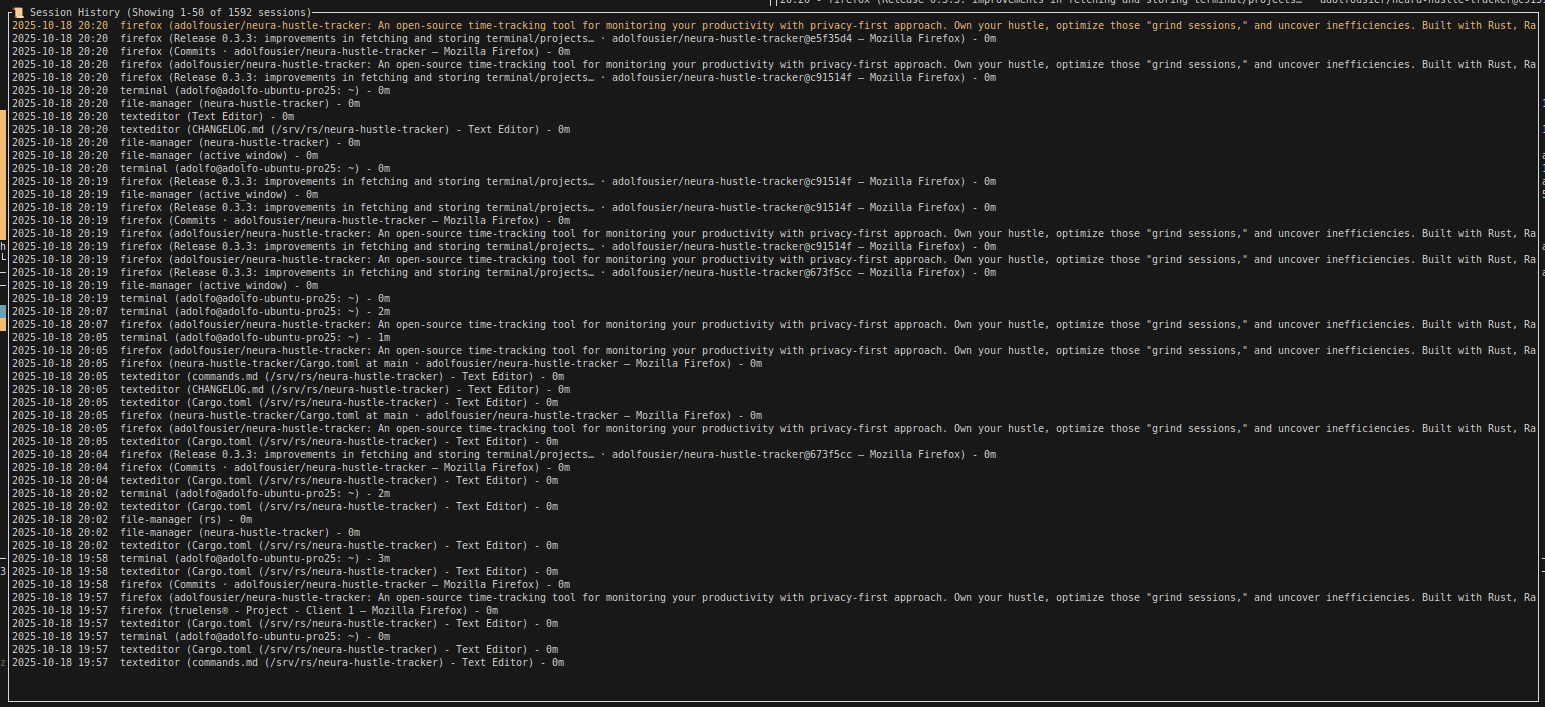 📜 Session History (Showing 1-50 of 1592 sessions)
2025-10-18 20:20 firefox (adolfousier/neura-hustle-tracker: An open-source time-tracking tool for monitoring your productivity with privacy-first approach. Own your hustle, optimize those "grind sessions," and uncover inefficiencies. Built with Rust, Ra
2025-10-18 20:20 firefox (Release 0.3.3: improvements in fetching and storing terminal/projects… · adolfousier/neura-hustle-tracker@e5f35d4 — Mozilla Firefox) - 0m
2025-10-18 20:20 firefox (Commits · adolfousier/neura-hustle-tracker — Mozilla Firefox) - 0m
2025-10-18 20:20 firefox (adolfousier/neura-hustle-tracker: An open-source time-tracking tool for monitoring your productivity with privacy-first approach. Own your hustle, optimize those "grind sessions," and uncover inefficiencies. Built with Rust, Ra
2025-10-18 20:20 firefox (Release 0.3.3: improvements in fetching and storing terminal/projects… · adolfousier/neura-hustle-tracker@c91514f — Mozilla Firefox) - 0m
2025-10-18 20:20 terminal (adolfo@adolfo-ubuntu-pro25: ~) - 0m
2025-10-18 20:20 file-manager (neura-hustle-tracker) - 0m
2025-10-18 20:20 texteditor (Text Editor) - 0m
2025-10-18 20:20 texteditor (CHANGELOG.md (/srv/rs/neura-hustle-tracker) - Text Editor) - 0m
2025-10-18 20:20 file-manager (neura-hustle-tracker) - 0m
2025-10-18 20:20 file-manager (active_window) - 0m
2025-10-18 20:20 terminal (adolfo@adolfo-ubuntu-pro25: ~) - 0m
2025-10-18 20:19 firefox (Release 0.3.3: improvements in fetching and storing terminal/projects… · adolfousier/neura-hustle-tracker@c91514f — Mozilla Firefox) - 0m
2025-10-18 20:19 file-manager (active_window) - 0m
2025-10-18 20:19 firefox (Release 0.3.3: improvements in fetching and storing terminal/projects… · adolfousier/neura-hustle-tracker@c91514f — Mozilla Firefox) - 0m
2025-10-18 20:19 firefox (Commits · adolfousier/neura-hustle-tracker — Mozilla Firefox) - 0m
2025-10-18 20:19 firefox (adolfousier/neura-hustle-tracker: An open-source time-tracking tool for monitoring your productivity with privacy-first approach. Own your hustle, optimize those "grind sessions," and uncover inefficiencies. Built with Rust, Ra
2025-10-18 20:19 firefox (Release 0.3.3: improvements in fetching and storing terminal/projects… · adolfousier/neura-hustle-tracker@c91514f — Mozilla Firefox) - 0m
2025-10-18 20:19 firefox (adolfousier/neura-hustle-tracker: An open-source time-tracking tool for monitoring your productivity with privacy-first approach. Own your hustle, optimize those "grind sessions," and uncover inefficiencies. Built with Rust, Ra
2025-10-18 20:19 firefox (Release 0.3.3: improvements in fetching and storing terminal/projects… · adolfousier/neura-hustle-tracker@673f5cc — Mozilla Firefox) - 0m
2025-10-18 20:19 file-manager (active_window) - 0m
2025-10-18 20:19 terminal (adolfo@adolfo-ubuntu-pro25: ~) - 0m
2025-10-18 20:07 terminal (adolfo@adolfo-ubuntu-pro25: ~) - 2m
2025-10-18 20:07 firefox (adolfousier/neura-hustle-tracker: An open-source time-tracking tool for monitoring your productivity with privacy-first approach. Own your hustle, optimize those "grind sessions," and uncover inefficiencies. Built with Rust, Ra
2025-10-18 20:05 terminal (adolfo@adolfo-ubuntu-pro25: ~) - 1m
2025-10-18 20:05 firefox (adolfousier/neura-hustle-tracker: An open-source time-tracking tool for monitoring your productivity with privacy-first approach. Own your hustle, optimize those "grind sessions," and uncover inefficiencies. Built with Rust, Ra
2025-10-18 20:05 firefox (neura-hustle-tracker/Cargo.toml at main · adolfousier/neura-hustle-tracker — Mozilla Firefox) - 0m
2025-10-18 20:05 texteditor (commands.md (/srv/rs/neura-hustle-tracker) - Text Editor) - 0m
2025-10-18 20:05 texteditor (CHANGELOG.md (/srv/rs/neura-hustle-tracker) - Text Editor) - 0m
2025-10-18 20:05 texteditor (Cargo.toml (/srv/rs/neura-hustle-tracker) - Text Editor) - 0m
2025-10-18 20:05 firefox (neura-hustle-tracker/Cargo.toml at main · adolfousier/neura-hustle-tracker — Mozilla Firefox) - 0m
2025-10-18 20:05 firefox (adolfousier/neura-hustle-tracker: An open-source time-tracking tool for monitoring your productivity with privacy-first approach. Own your hustle, optimize those "grind sessions," and uncover inefficiencies. Built with Rust, Ra
2025-10-18 20:05 texteditor (Cargo.toml (/srv/rs/neura-hustle-tracker) - Text Editor) - 0m
2025-10-18 20:04 firefox (Release 0.3.3: improvements in fetching and storing terminal/projects… · adolfousier/neura-hustle-tracker@673f5cc — Mozilla Firefox) - 0m
2025-10-18 20:04 firefox (Commits · adolfousier/neura-hustle-tracker — Mozilla Firefox) - 0m
2025-10-18 20:04 texteditor (Cargo.toml (/srv/rs/neura-hustle-tracker) - Text Editor) - 0m
2025-10-18 20:02 terminal (adolfo@adolfo-ubuntu-pro25: ~) - 2m
2025-10-18 20:02 texteditor (Cargo.toml (/srv/rs/neura-hustle-tracker) - Text Editor) - 0m
2025-10-18 20:02 file-manager (rs) - 0m
2025-10-18 20:02 file-manager (neura-hustle-tracker) - 0m
2025-10-18 20:02 texteditor (Cargo.toml (/srv/rs/neura-hustle-tracker) - Text Editor) - 0m
2025-10-18 19:58 terminal (adolfo@adolfo-ubuntu-pro25: ~) - 3m
2025-10-18 19:58 texteditor (Cargo.toml (/srv/rs/neura-hustle-tracker) - Text Editor) - 0m
2025-10-18 19:58 firefox (Commits · adolfousier/neura-hustle-tracker — Mozilla Firefox) - 0m
2025-10-18 19:57 firefox (adolfousier/neura-hustle-tracker: An open-source time-tracking tool for monitoring your productivity with privacy-first approach. Own your hustle, optimize those "grind sessions," and uncover inefficiencies. Built with Rust, Ra
2025-10-18 19:57 firefox (truelens® - Project - Client 1 — Mozilla Firefox) - 0m
2025-10-18 19:57 texteditor (Cargo.toml (/srv/rs/neura-hustle-tracker) - Text Editor) - 0m
2025-10-18 19:57 terminal (adolfo@adolfo-ubuntu-pro25: ~) - 0m
2025-10-18 19:57 texteditor (Cargo.toml (/srv/rs/neura-hustle-tracker) - Text Editor) - 0m
2025-10-18 19:57 texteditor (commands.md (/srv/rs/neura-hustle-tracker) - Text Editor) - 0m